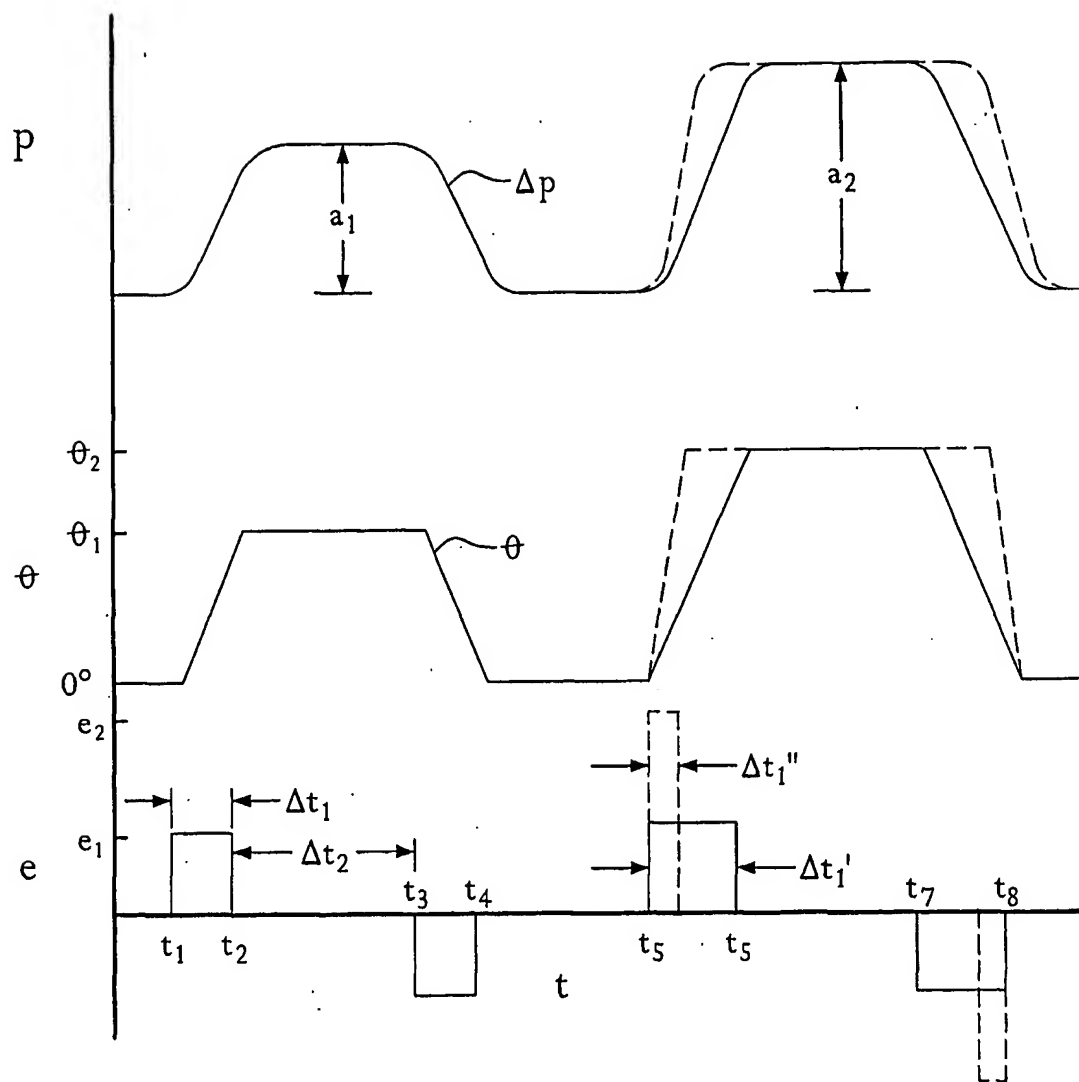 p
Δp
a₁
a₂
θ₂
θ₁
θ
θ
0°
e₂
Δt₁''
Δt₁
e₁
Δt₂
Δt₁'
e
t₃
t₄
t₇
t₈
t₁
t₂
t₅
t₅
t